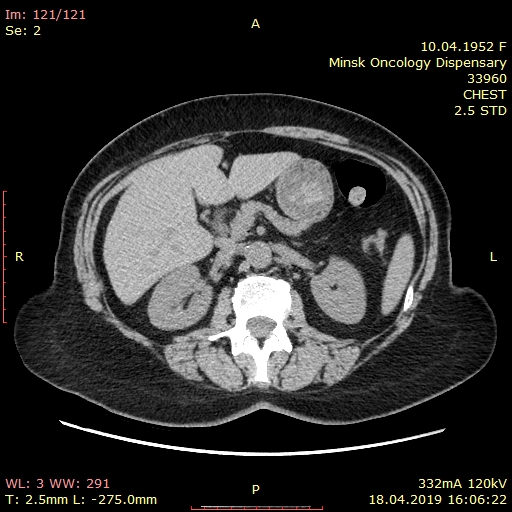 Im: 121/121
Se: 2
A
10.04.1952 F
Minsk Oncology Dispensary
33960
CHEST
2.5 STD
R
L
WL: 3 WW: 291
T: 2.5mm L: -275.0mm
P
332mA 120kV
18.04.2019 16:06:22